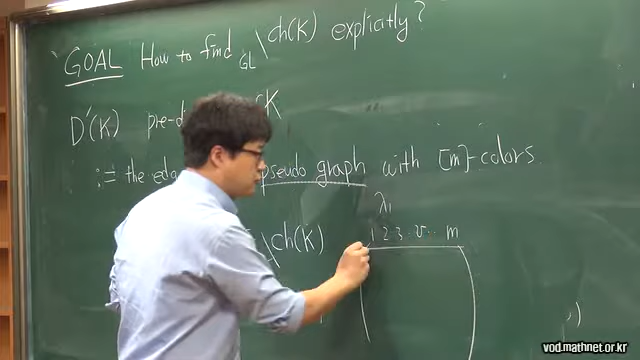 GOAL How to find GL\ch(K) explicitly?
D'(K) pre-d K
:= the edg pseudo graph with [m]-colors
λ₁
\ch(K) 1 2 3 m
vod.mathnet.or.kr